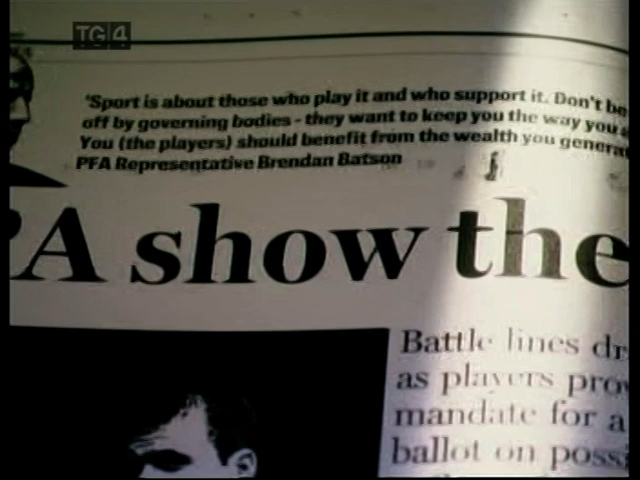 TG4
'Sport is about those who play it and who support it. Don't be
off by governing bodies - they want to keep you the way you
You (the players) should benefit from the wealth you genera
PFA Representative Brendan Batson
A show the
Battle lines dr
as players prov
mandate for a
ballot on poss